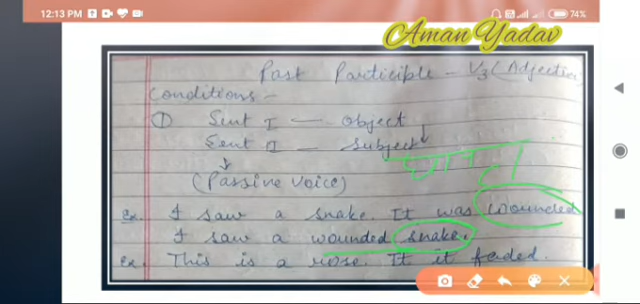 12:13 PM
74%
Aman Yadav
Past Participle - V3 (Adjective)
Conditions -
① Sent I — object
Sent II — subject
(Passive Voice)
Ex. I saw a snake. It was wounded
I saw a wounded snake.
Ex. This is a rose. It it faded.